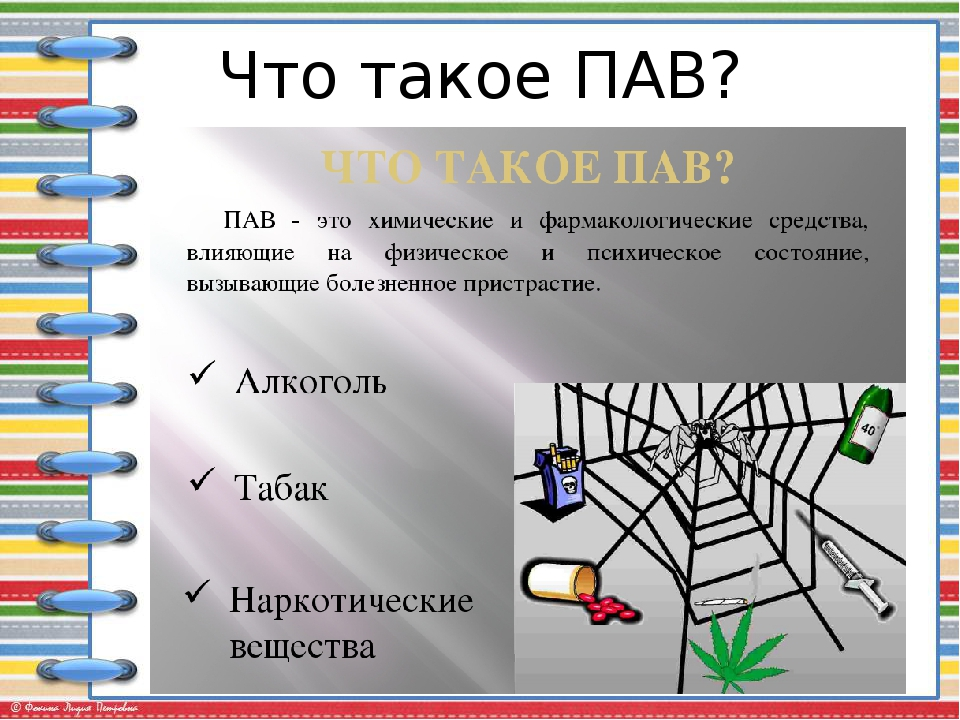 Что такое ПАВ?
ЧТО ТАКОЕ ПАВ?
ПАВ - это химические и фармакологические средства,
влияющие на физическое и психическое состояние,
вызывающие болезненное пристрастие.
Алкоголь
40°
Табак
Наркотические
вещества
© Фокина Лидия Петровна